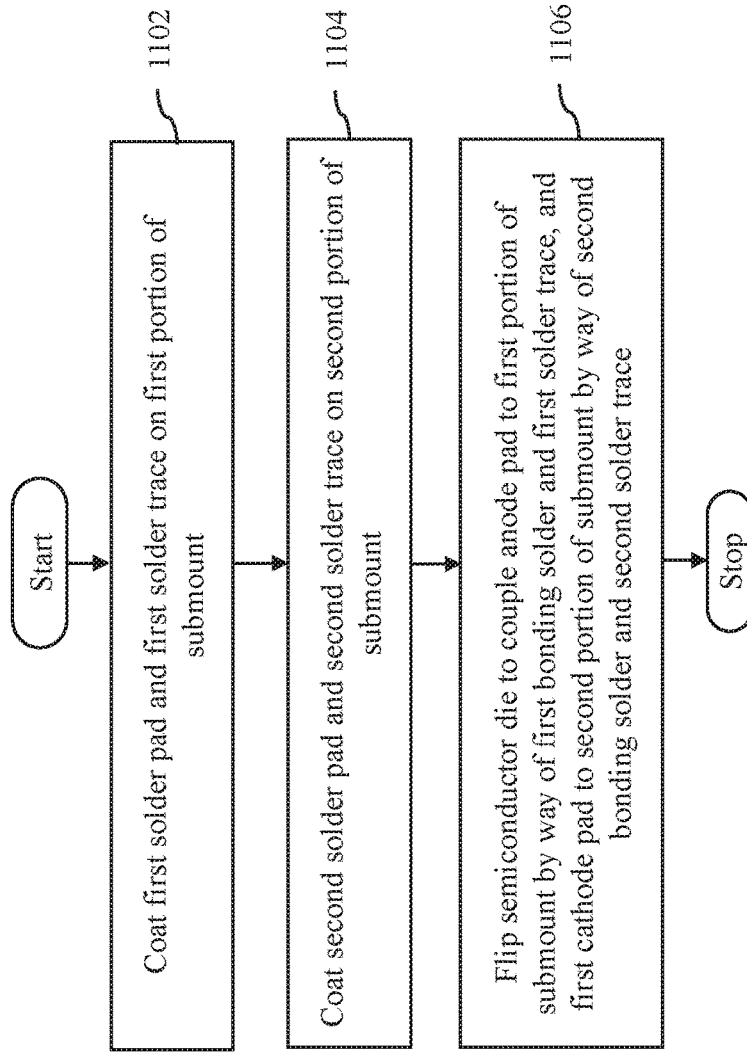 Start
Coat first solder pad and first solder trace on first portion of
submount
1102
Coat second solder pad and second solder trace on second portion of
submount
1104
Flip semiconductor die to couple anode pad to first portion of
submount by way of first bonding solder and first solder trace, and
first cathode pad to second portion of submount by way of second
bonding solder and second solder trace
1106
Stop